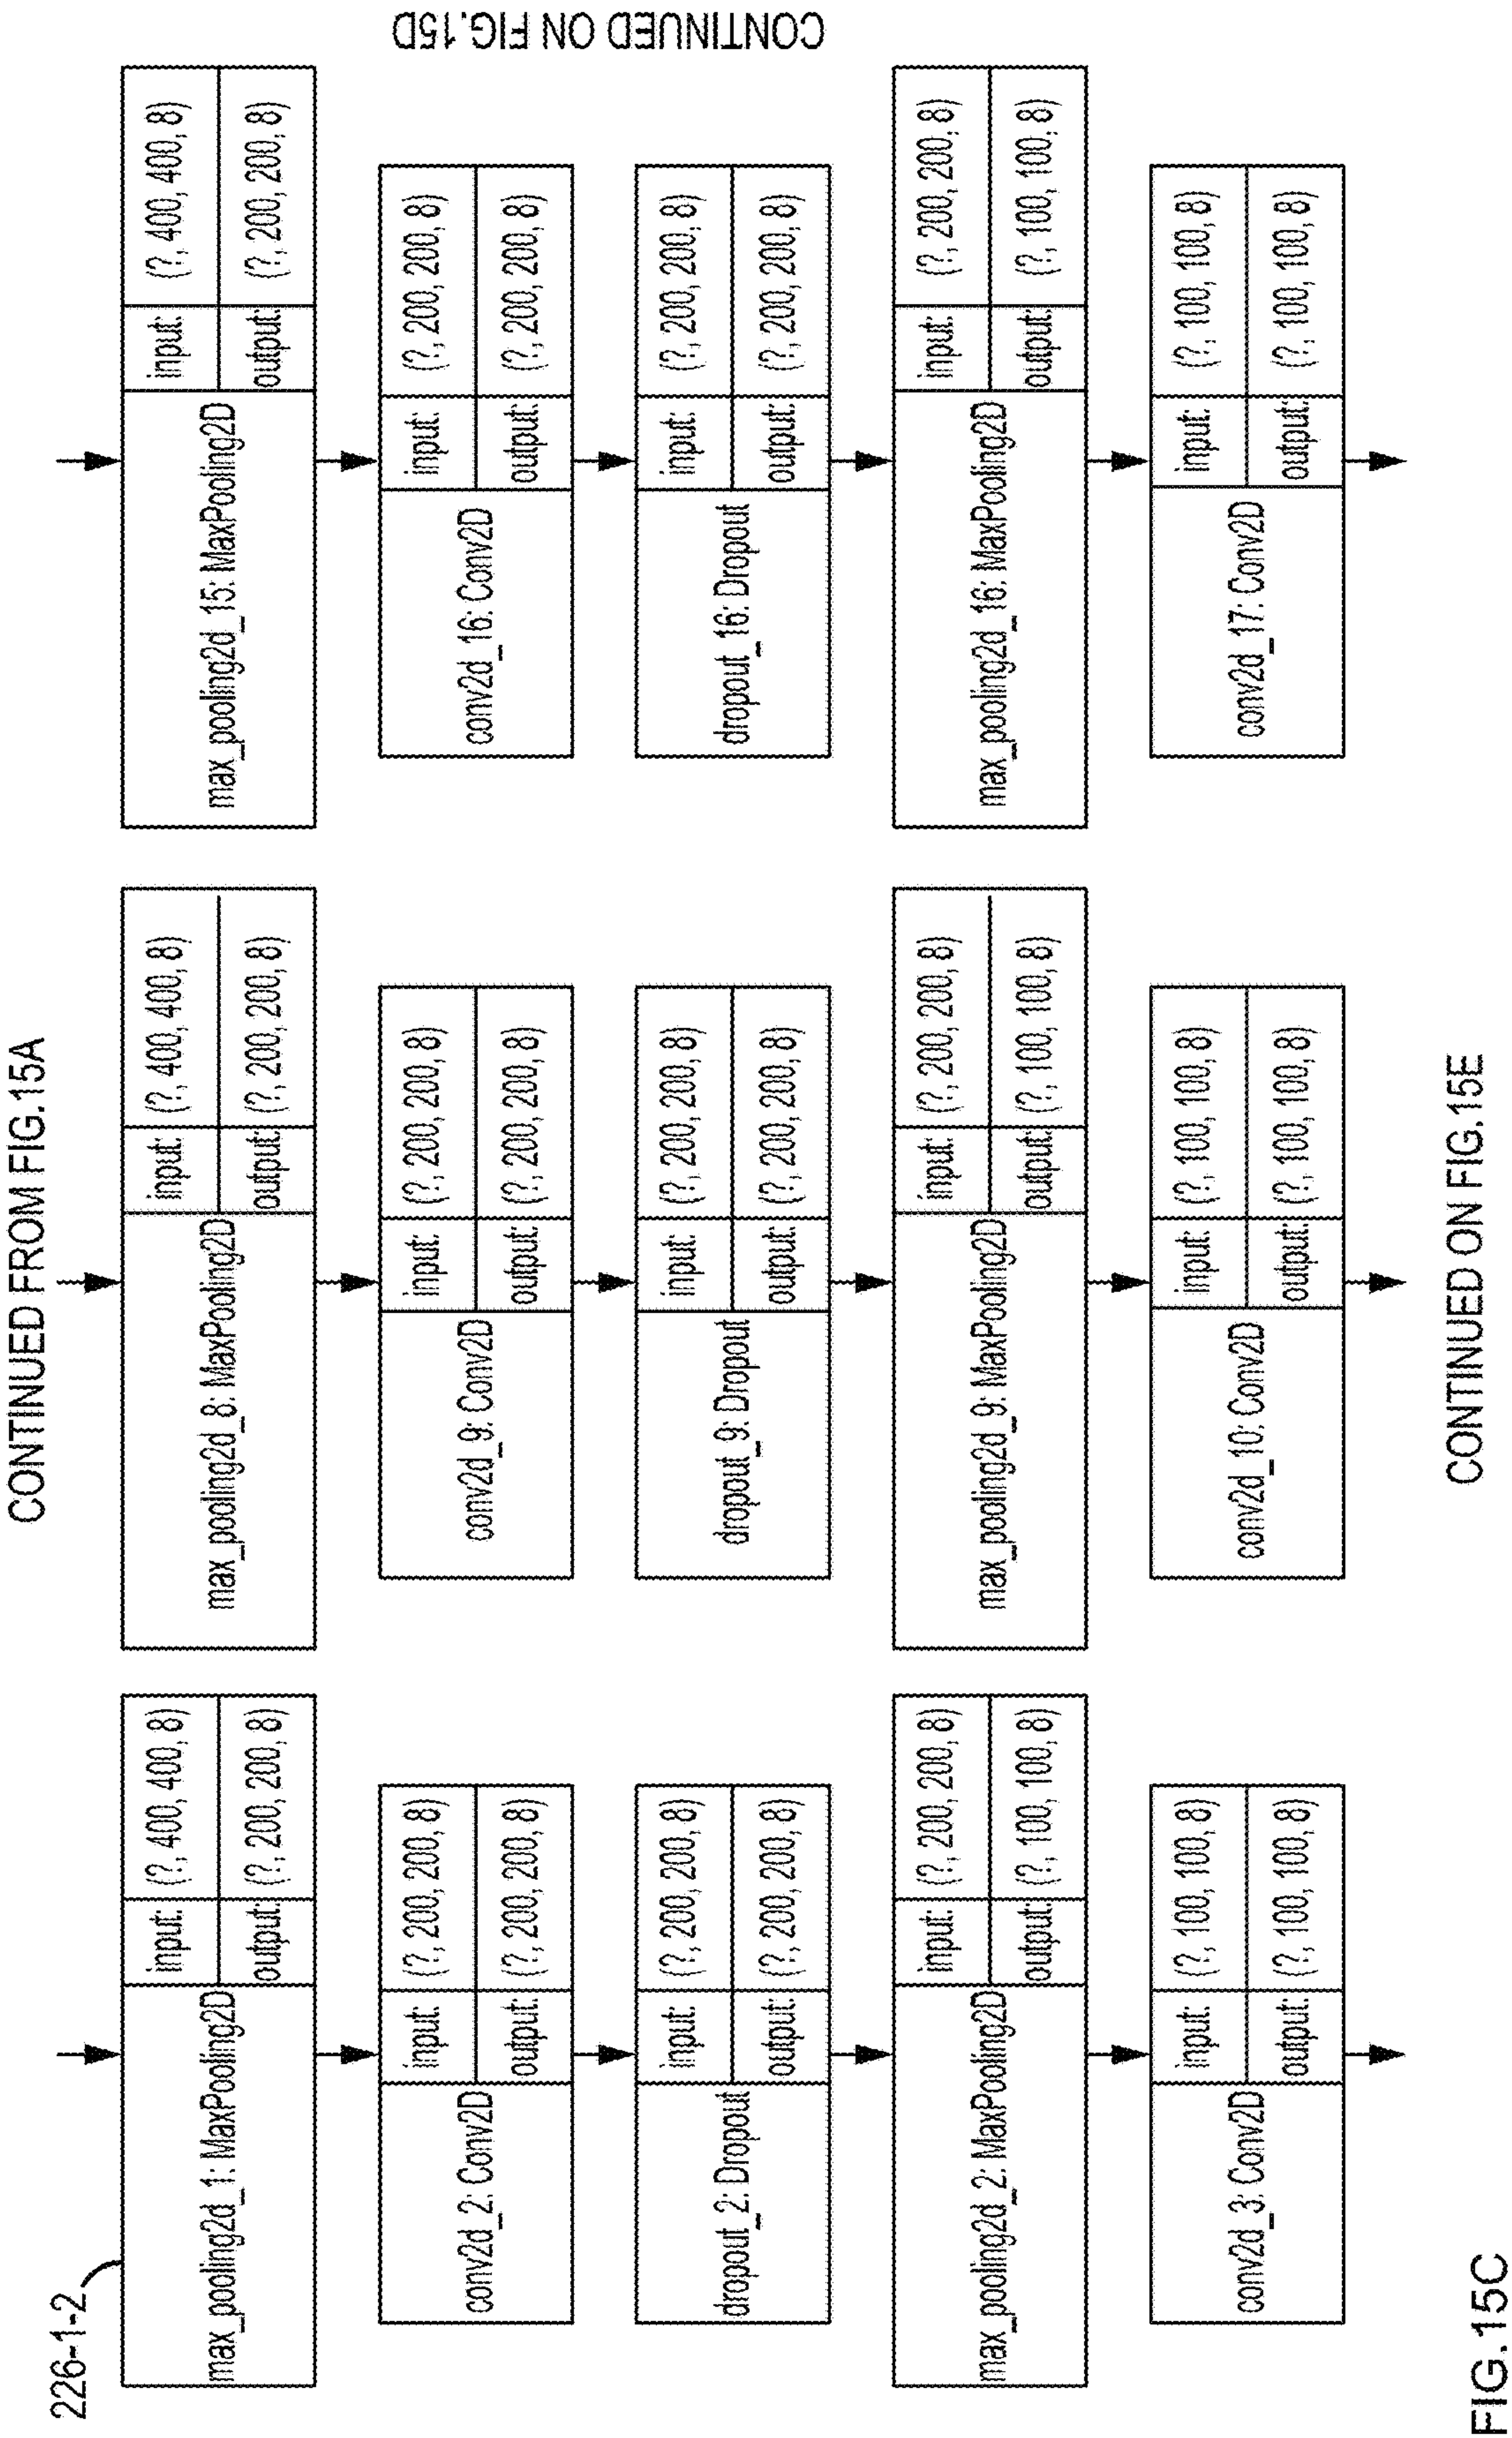 CONTINUED FROM FIG.15A
226-1-2
max_pooling2d_1: MaxPooling2D
input:
(?, 400, 400, 8)
output:
(?, 200, 200, 8)
conv2d_2: Conv2D
input:
(?, 200, 200, 8)
output:
(?, 200, 200, 8)
dropout_2: Dropout
input:
(?, 200, 200, 8)
output:
(?, 200, 200, 8)
max_pooling2d_2: MaxPooling2D
input:
(?, 200, 200, 8)
output:
(?, 100, 100, 8)
conv2d_3: Conv2D
input:
(?, 100, 100, 8)
output:
(?, 100, 100, 8)
max_pooling2d_8: MaxPooling2D
input:
(?, 400, 400, 8)
output:
(?, 200, 200, 8)
conv2d_9: Conv2D
input:
(?, 200, 200, 8)
output:
(?, 200, 200, 8)
dropout_9: Dropout
input:
(?, 200, 200, 8)
output:
(?, 200, 200, 8)
max_pooling2d_9: MaxPooling2D
input:
(?, 200, 200, 8)
output:
(?, 100, 100, 8)
conv2d_10: Conv2D
input:
(?, 100, 100, 8)
output:
(?, 100, 100, 8)
max_pooling2d_15: MaxPooling2D
input:
(?, 400, 400, 8)
output:
(?, 200, 200, 8)
conv2d_16: Conv2D
input:
(?, 200, 200, 8)
output:
(?, 200, 200, 8)
dropout_16: Dropout
input:
(?, 200, 200, 8)
output:
(?, 200, 200, 8)
max_pooling2d_16: MaxPooling2D
input:
(?, 200, 200, 8)
output:
(?, 100, 100, 8)
conv2d_17: Conv2D
input:
(?, 100, 100, 8)
output:
(?, 100, 100, 8)
CONTINUED ON FIG.15D
CONTINUED ON FIG.15E
FIG.15C